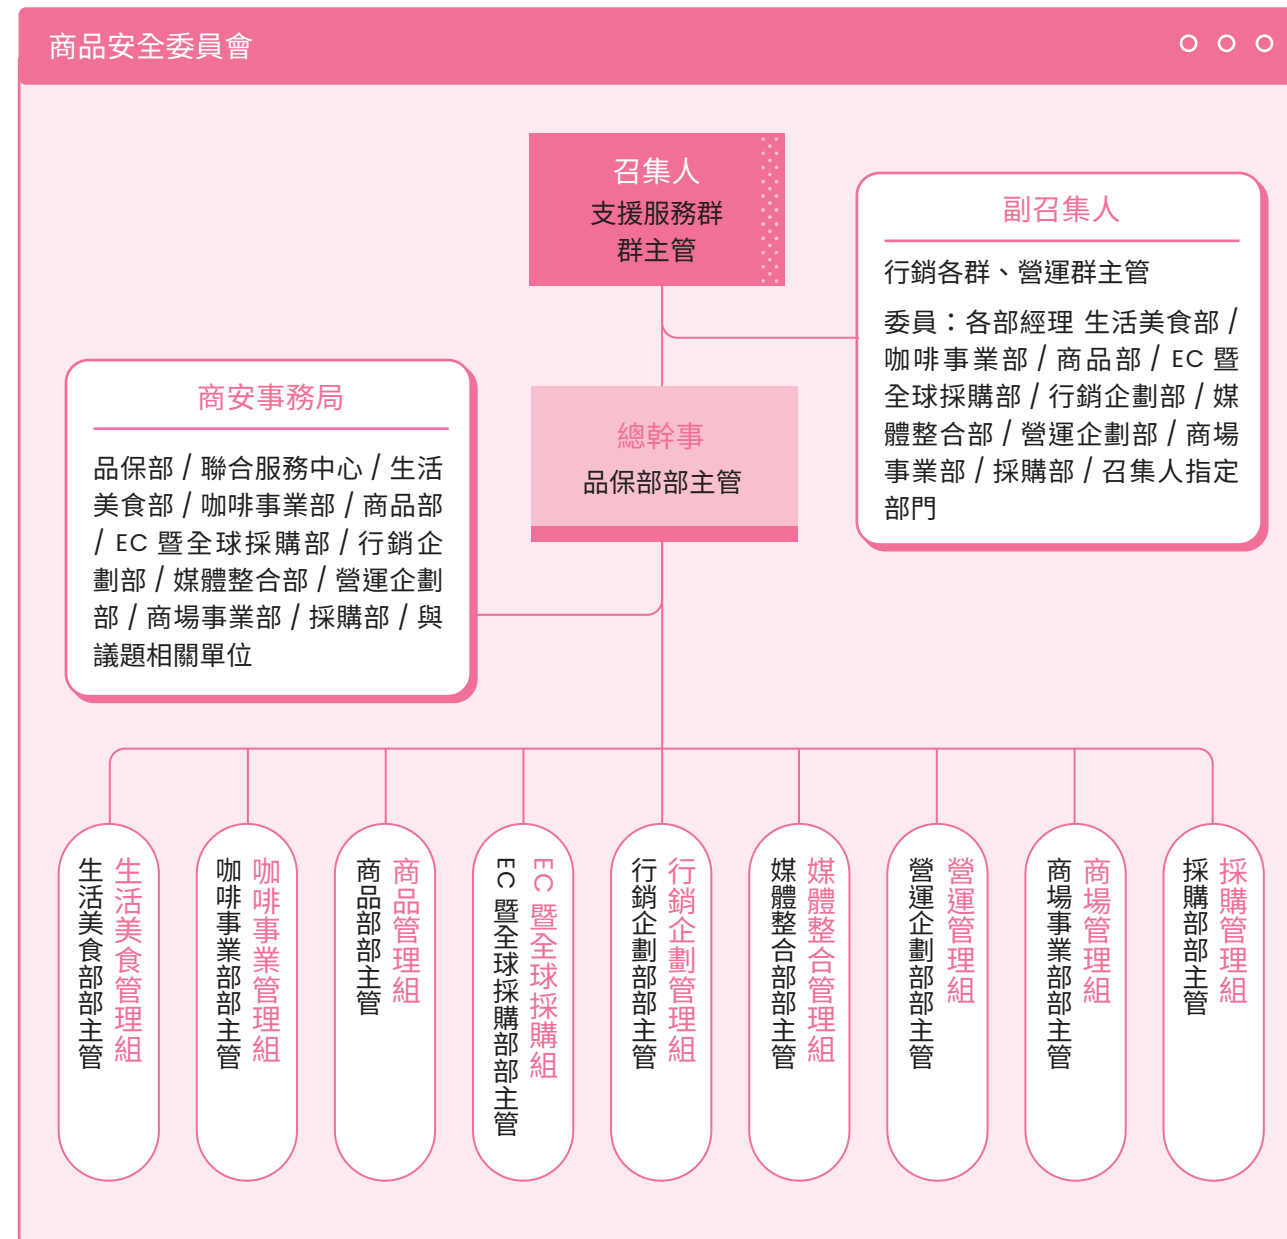 商品安全委員會
召集人
支援服務群
群主管
副召集人
行銷各群、營運群主管
委員：各部經理 生活美食部 /
咖啡事業部 / 商品部 / EC 暨
全球採購部 / 行銷企劃部 / 媒
體整合部 / 營運企劃部 / 商場
事業部 / 採購部 / 召集人指定
部門
商安事務局
品保部 / 聯合服務中心 / 生活
美食部 / 咖啡事業部 / 商品部
/ EC 暨全球採購部 / 行銷企
劃部 / 媒體整合部 / 營運企劃
部 / 商場事業部 / 採購部 / 與
議題相關單位
總幹事
品保部部主管
生活美食管理組
生活美食部部主管
咖啡事業管理組
咖啡事業部部主管
商品管理組
商品部部主管
EC 暨全球採購組
EC 暨全球採購部部主管
行銷企劃管理組
行銷企劃部部主管
媒體整合管理組
媒體整合部部主管
營運管理組
營運企劃部部主管
商場管理組
商場事業部部主管
採購管理組
採購部部主管